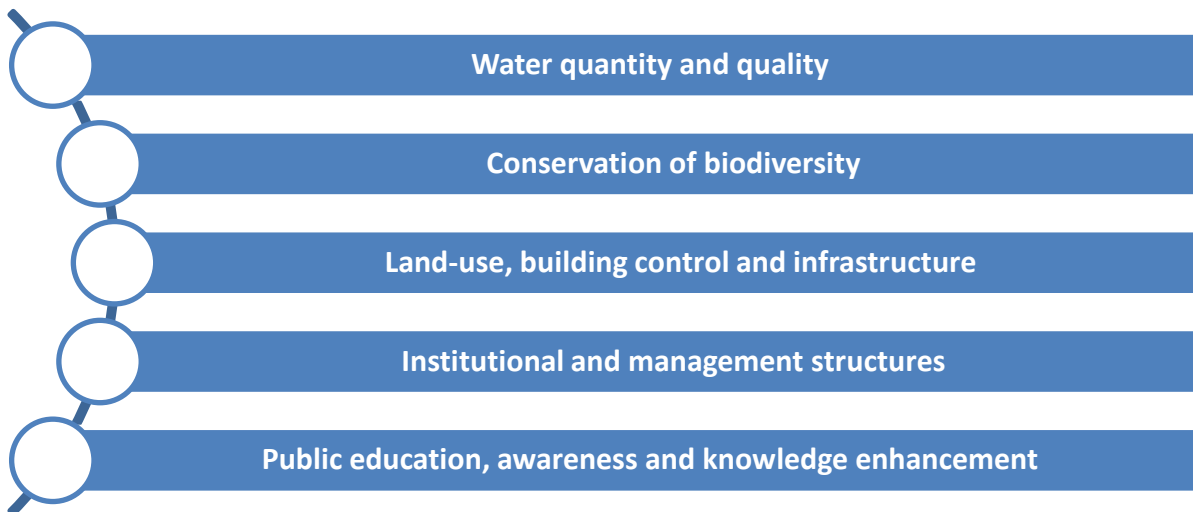 Water quantity and quality
Conservation of biodiversity
Land-use, building control and infrastructure
Institutional and management structures
Public education, awareness and knowledge enhancement